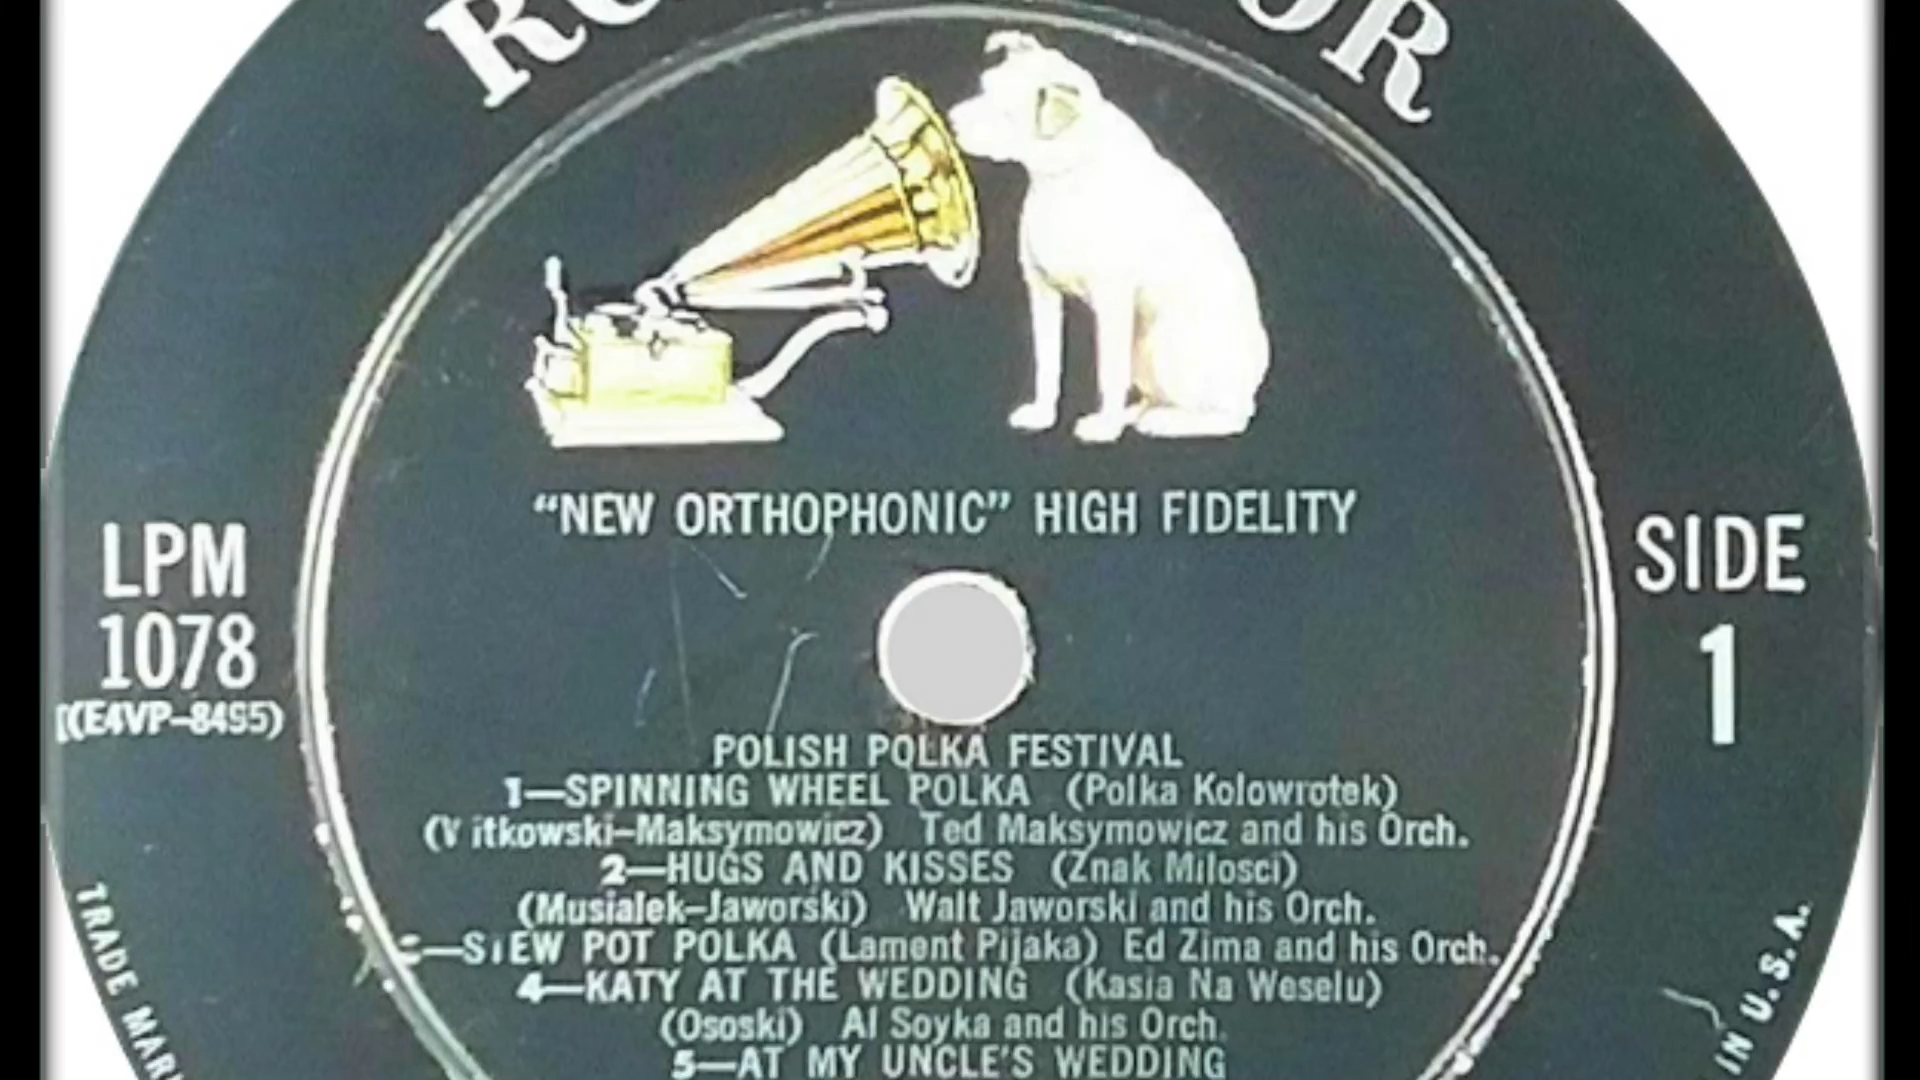 "NEW ORTHOPHONIC" HIGH FIDELITY
LPM
1078
SIDE
1
POLISH POLKA FESTIVAL
1—SPINNING WHEEL POLKA (Polka Kolowrotek)
(Vitkowski–Maksymowicz) Ted Maksymowicz and his Orch.
2—HUGS AND KISSES (Znak Milosci)
(Musialek–Jaworski) Walt Jaworski and his Orch.
STEW POT POLKA (Lament Pijaka) Ed Zima and his Orch.
4—KATY AT THE WEDDING (Kasia Na Weselu)
(Ososki) Al Soyka and his Orch.
5—AT MY UNCLE'S WEDDING
TRADE
IN U.S.A.